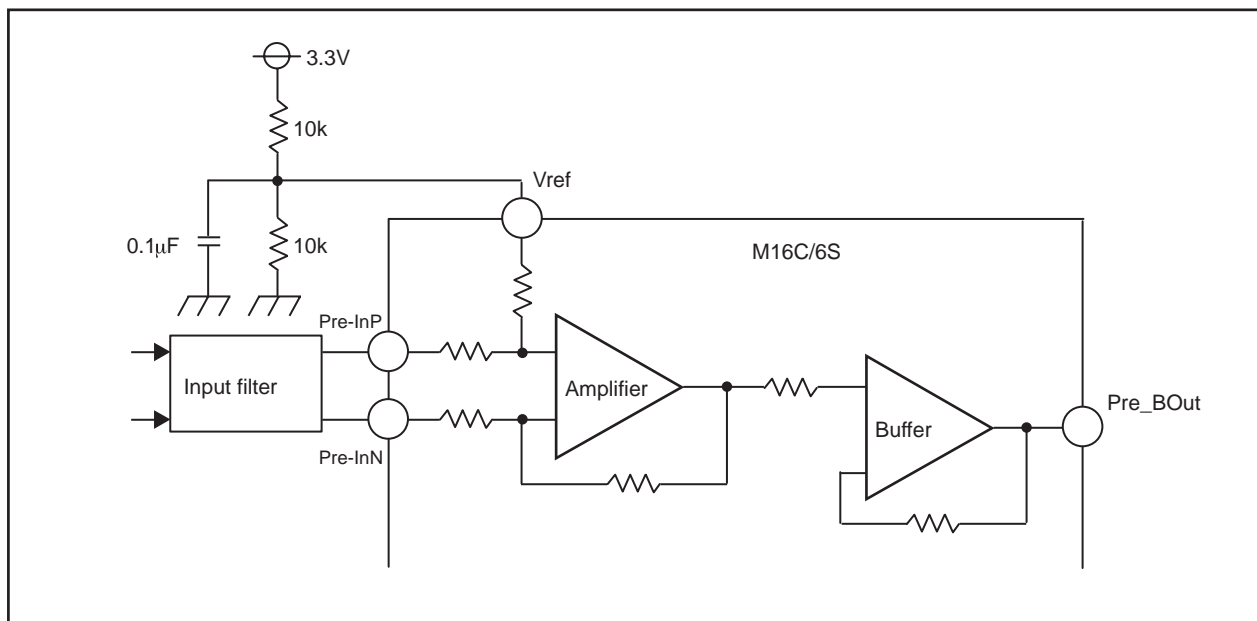 3.3V
10k
Vref
0.1μF
10k
M16C/6S
Pre-InP
Input filter
Amplifier
Pre_BOut
Buffer
Pre-InN